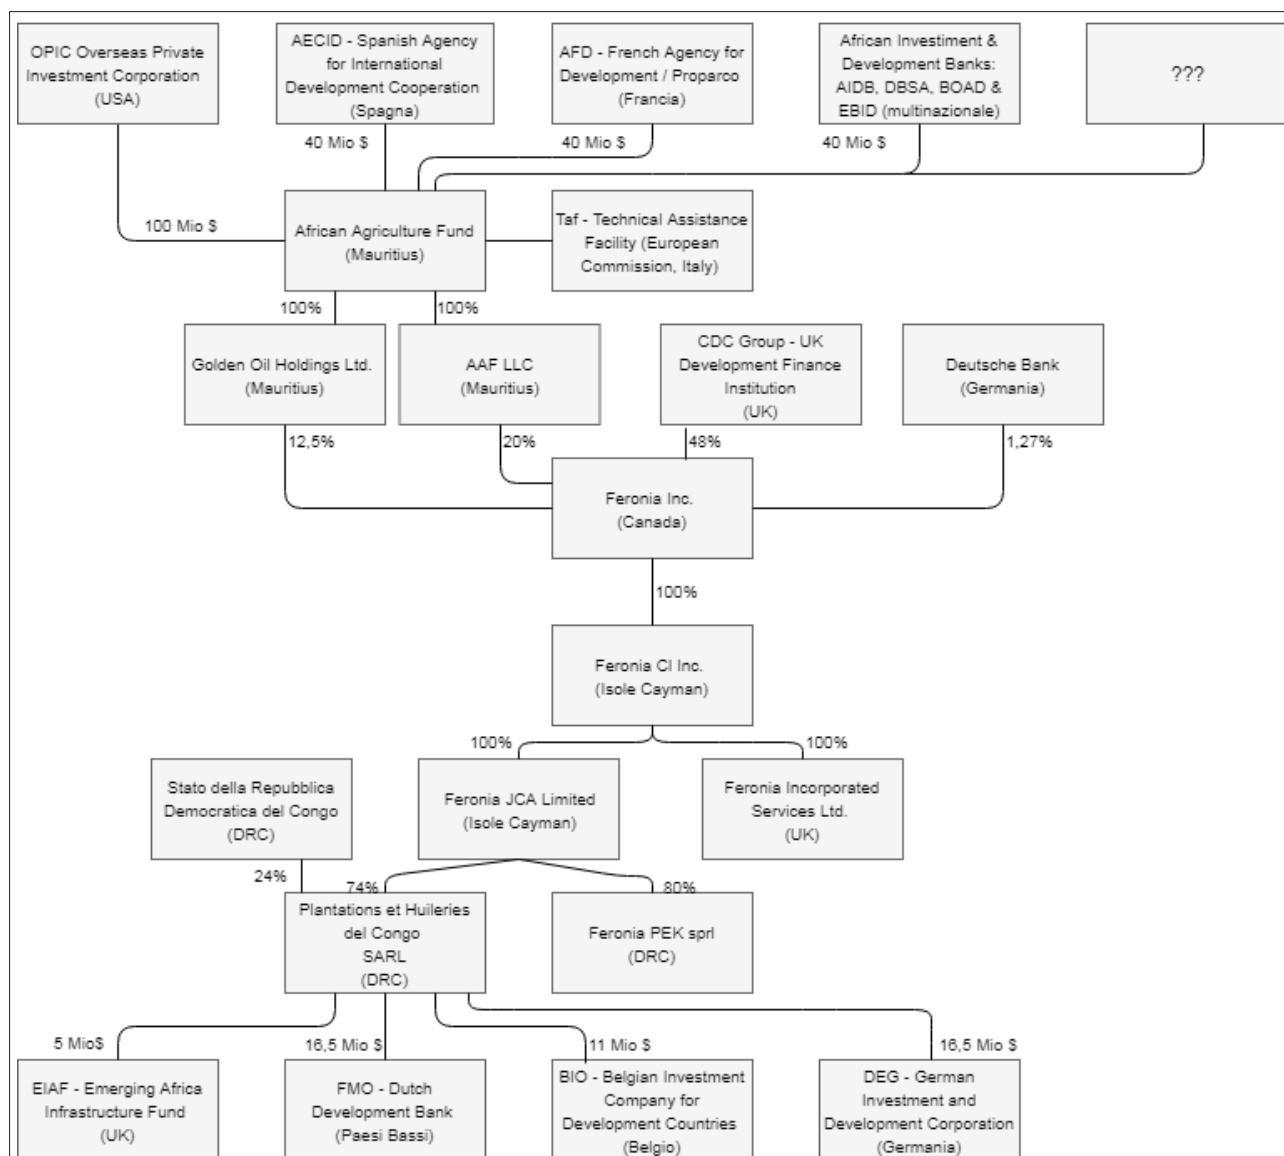 OPIC Overseas Private
Investment Corporation
(USA)
AECID - Spanish Agency
for International
Development Cooperation
(Spagna)
AFD - French Agency for
Development / Proparco
(Francia)
African Investiment &
Development Banks:
AIDB, DBSA, BOAD &
EBID (multinazionale)
???
40 Mio $
40 Mio $
40 Mio $
100 Mio $
African Agriculture Fund
(Mauritius)
Taf - Technical Assistance
Facility (European
Commission, Italy)
100%
100%
Golden Oil Holdings Ltd.
(Mauritius)
AAF LLC
(Mauritius)
CDC Group - UK
Development Finance
Institution
(UK)
Deutsche Bank
(Germania)
12,5%
20%
48%
1,27%
Feronia Inc.
(Canada)
100%
Feronia CI Inc.
(Isole Cayman)
100%
100%
Stato della Repubblica
Democratica del Congo
(DRC)
Feronia JCA Limited
(Isole Cayman)
Feronia Incorporated
Services Ltd.
(UK)
24%
74%
80%
Plantations et Huileries
del Congo
SARL
(DRC)
Feronia PEK sprl
(DRC)
5 Mio$
16,5 Mio $
11 Mio $
16,5 Mio $
EIAF - Emerging Africa
Infrastructure Fund
(UK)
FMO - Dutch
Development Bank
(Paesi Bassi)
BIO - Belgian Investment
Company for
Development Countries
(Belgio)
DEG - German
Investment and
Development Corporation
(Germania)